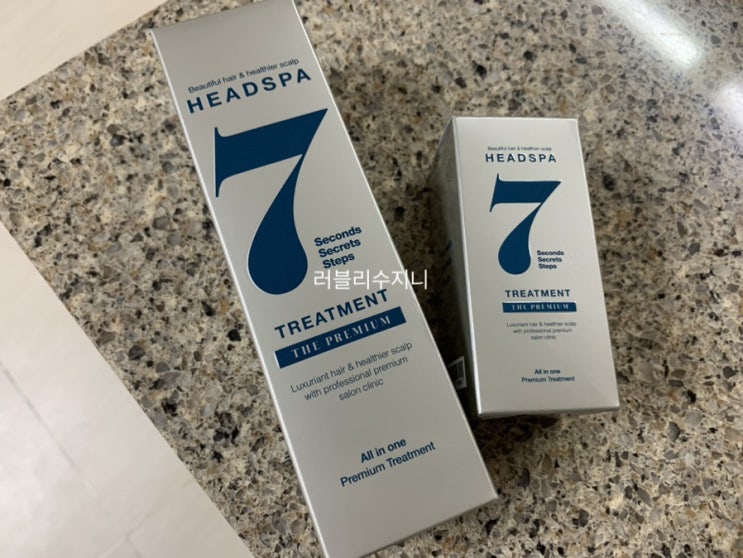 Beautiful hair & healthier scalp
HEADSPA
7
Seconds
Secrets
Steps
TREATMENT
THE PREMIUM
Luxuriant hair & healthier scalp
with professional premium
salon clinic
All in one
Premium Treatment
러블리수지니
Beautiful hair & healthier scalp
HEADSPA
7
Seconds
Secrets
Steps
TREATMENT
THE PREMIUM
Luxuriant hair & healthier scalp
with professional premium
salon clinic
All in one
Premium Treatment